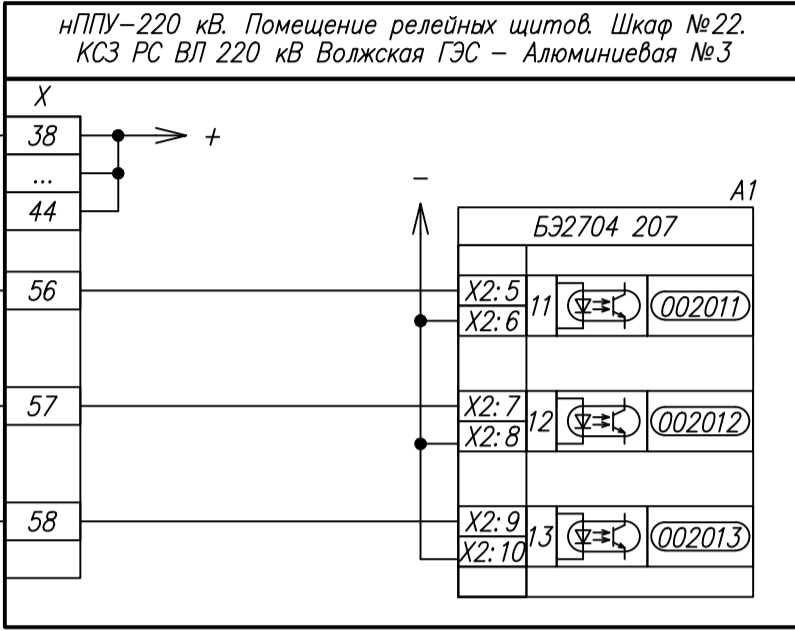 нППУ-220 кВ. Помещение релейных щитов. Шкаф №22.
КСЗ РС ВЛ 220 кВ Волжская ГЭС - Алюминиевая №3
X
38
+
...
44
-
A1
БЭ2704 207
56
X2:5
X2:6
11
002011
57
X2:7
X2:8
12
002012
58
X2:9
X2:10
13
002013